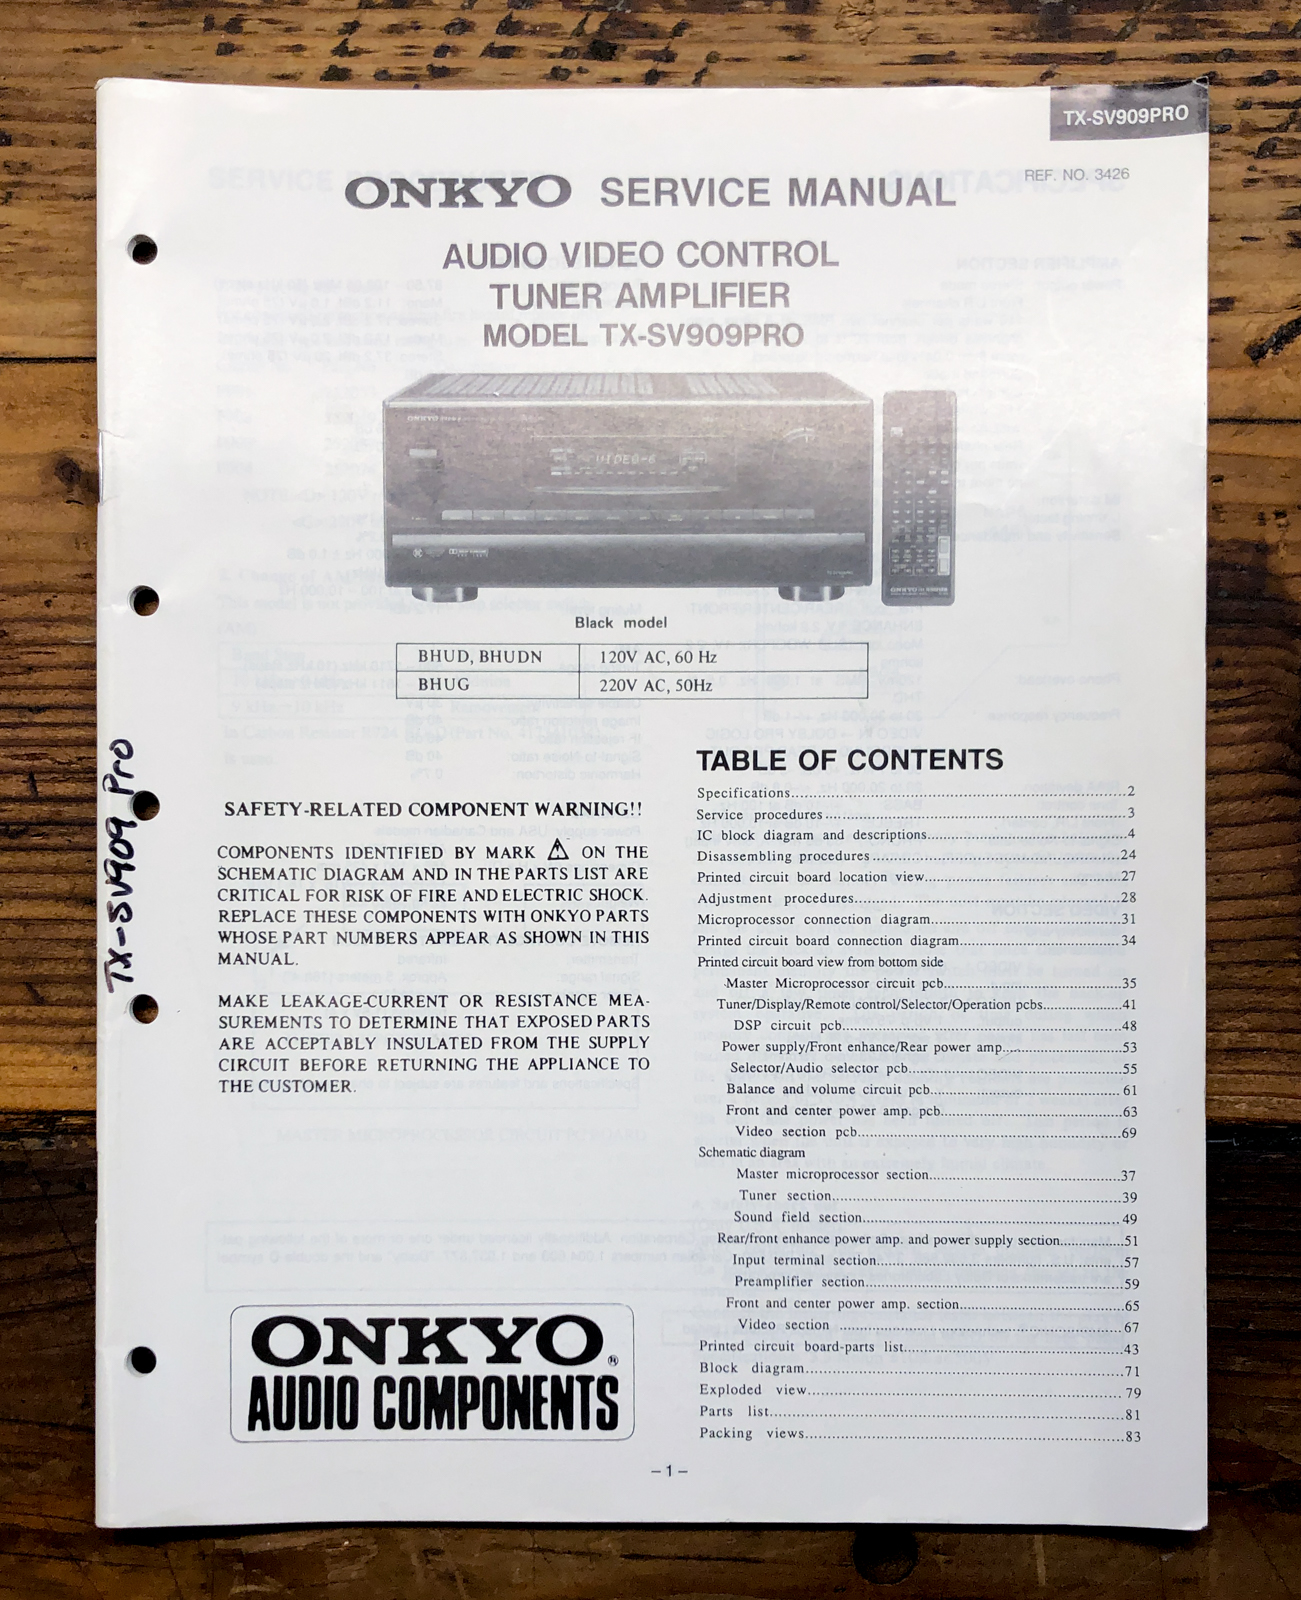 TX-SV909PRO
REF. NO. 3426
ONKYO SERVICE MANUAL
AUDIO VIDEO CONTROL
TUNER AMPLIFIER
MODEL TX-SV909PRO
ONKYO
VIDEO-6
ONKYO
Black model
BHUD, BHUDN 120V AC, 60 Hz
BHUG 220V AC, 50Hz
TX-SV909 Pro
SAFETY-RELATED COMPONENT WARNING!!
COMPONENTS IDENTIFIED BY MARK ⚠ ON THE
SCHEMATIC DIAGRAM AND IN THE PARTS LIST ARE
CRITICAL FOR RISK OF FIRE AND ELECTRIC SHOCK.
REPLACE THESE COMPONENTS WITH ONKYO PARTS
WHOSE PART NUMBERS APPEAR AS SHOWN IN THIS
MANUAL.
MAKE LEAKAGE-CURRENT OR RESISTANCE MEA-
SUREMENTS TO DETERMINE THAT EXPOSED PARTS
ARE ACCEPTABLY INSULATED FROM THE SUPPLY
CIRCUIT BEFORE RETURNING THE APPLIANCE TO
THE CUSTOMER.
ONKYO®
AUDIO COMPONENTS
TABLE OF CONTENTS
Specifications...2
Service procedures...3
IC block diagram and descriptions...4
Disassembling procedures...24
Printed circuit board location view...27
Adjustment procedures...28
Microprocessor connection diagram...31
Printed circuit board connection diagram...34
Printed circuit board view from bottom side
Master Microprocessor circuit pcb...35
Tuner/Display/Remote control/Selector/Operation pcbs...41
DSP circuit pcb...48
Power supply/Front enhance/Rear power amp...53
Selector/Audio selector pcb...55
Balance and volume circuit pcb...61
Front and center power amp. pcb...63
Video section pcb...69
Schematic diagram
Master microprocessor section...37
Tuner section...39
Sound field section...49
Rear/front enhance power amp. and power supply section...51
Input terminal section...57
Preamplifier section...59
Front and center power amp. section...65
Video section ...67
Printed circuit board-parts list...43
Block diagram...71
Exploded view...79
Parts list...81
Packing views...83
– 1 –